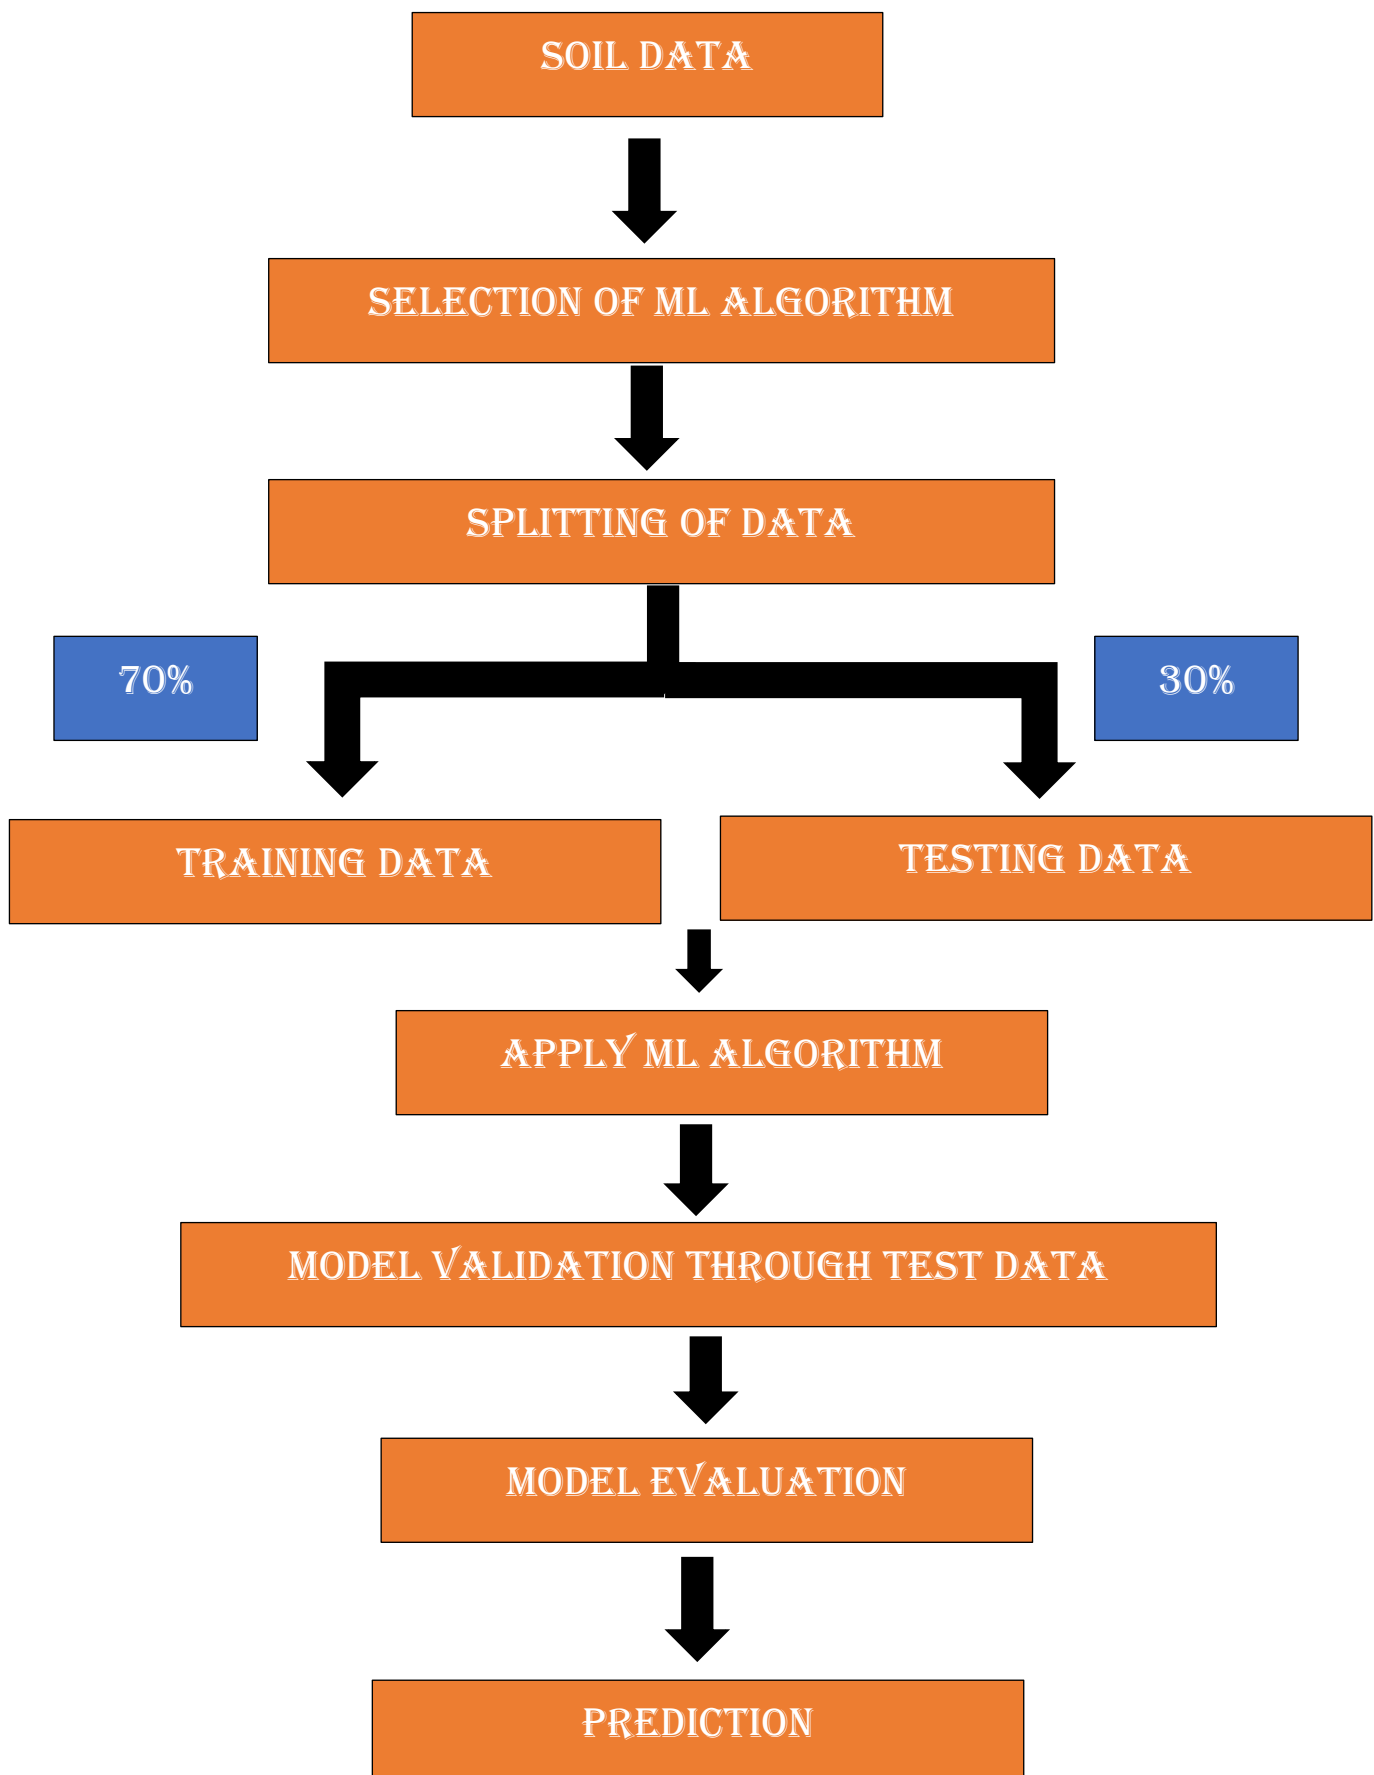 SOIL DATA
SELECTION OF ML ALGORITHM
SPLITTING OF DATA
70%
30%
TRAINING DATA
TESTING DATA
APPLY ML ALGORITHM
MODEL VALIDATION THROUGH TEST DATA
MODEL EVALUATION
PREDICTION